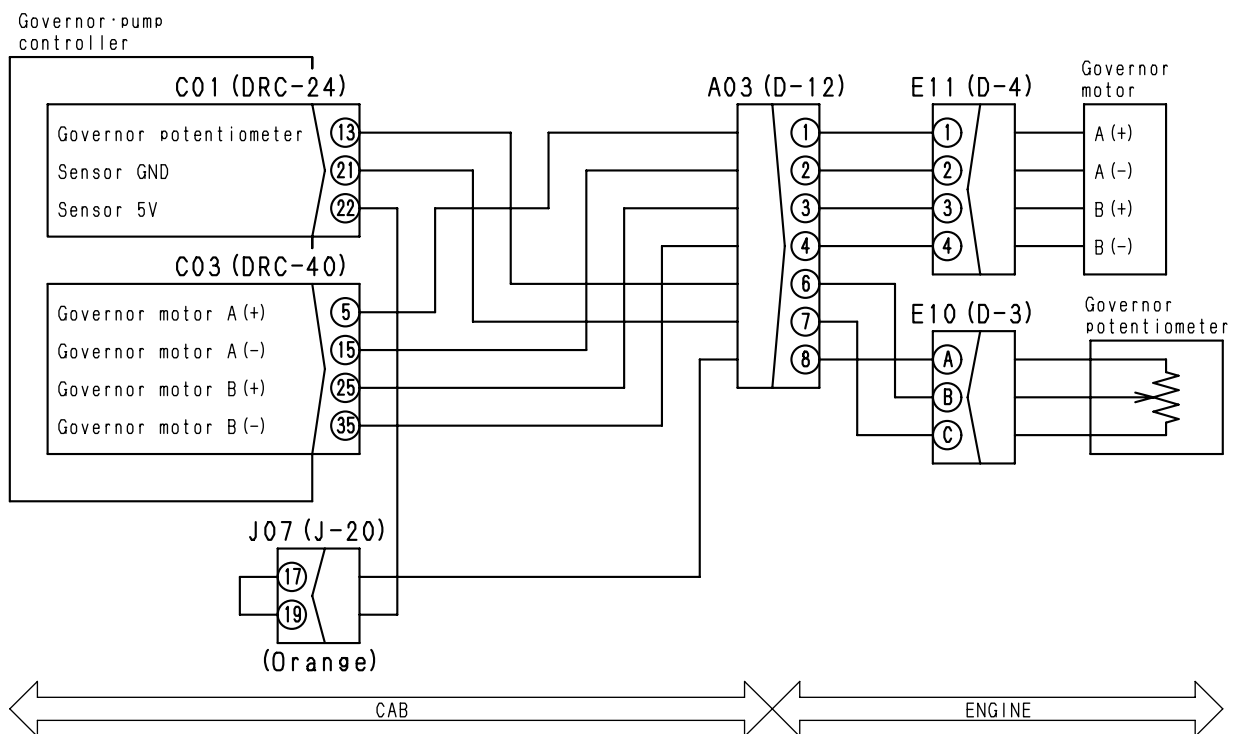 Governor·pump
controller
C01 (DRC-24)
Governor potentiometer 13
Sensor GND 21
Sensor 5V 22
C03 (DRC-40)
Governor motor A(+) 5
Governor motor A(-) 15
Governor motor B(+) 25
Governor motor B(-) 35
J07 (J-20)
17
19
(Orange)
A03 (D-12)
1
2
3
4
6
7
8
E11 (D-4)
1
2
3
4
Governor
motor
A(+)
A(-)
B(+)
B(-)
E10 (D-3)
A
B
C
Governor
potentiometer
CAB
ENGINE